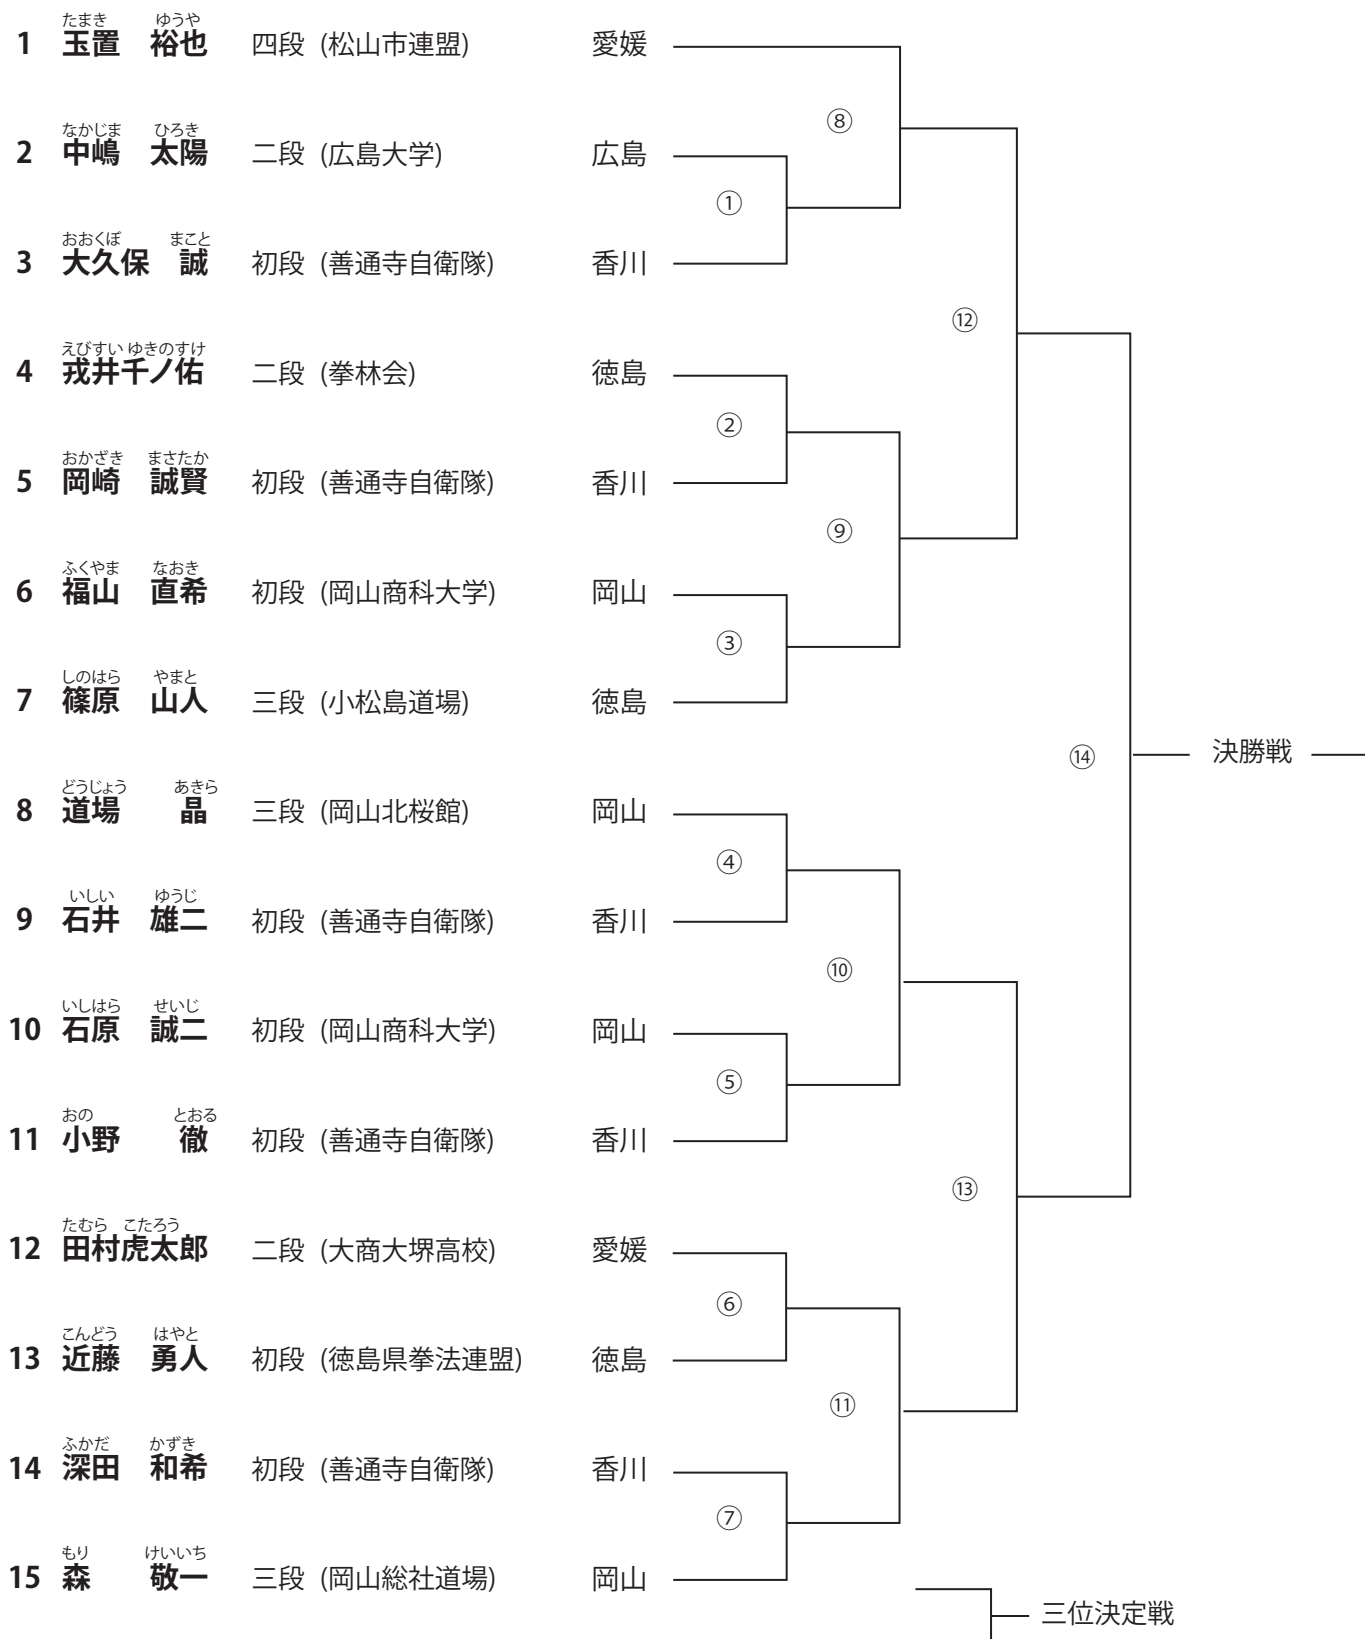 たまき ゆうや
1 玉置 裕也 四段 (松山市連盟) 愛媛
⑧
なかじま ひろき
2 中嶋 太陽 二段 (広島大学) 広島
①
おおくぼ まこと
3 大久保 誠 初段 (善通寺自衛隊) 香川
⑫
えびすい ゆきのすけ
4 戎井千ノ佑 二段 (拳林会) 徳島
②
おかざき まさたか
5 岡崎 誠賢 初段 (善通寺自衛隊) 香川
⑨
ふくやま なおき
6 福山 直希 初段 (岡山商科大学) 岡山
③
しのはら やまと
7 篠原 山人 三段 (小松島道場) 徳島
⑭ 決勝戦
どうじょう あきら
8 道場 晶 三段 (岡山北桜館) 岡山
④
いしい ゆうじ
9 石井 雄二 初段 (善通寺自衛隊) 香川
⑩
いしはら せいじ
10 石原 誠二 初段 (岡山商科大学) 岡山
⑤
おの とおる
11 小野 徹 初段 (善通寺自衛隊) 香川
⑬
たむら こたろう
12 田村虎太郎 二段 (大商大堺高校) 愛媛
⑥
こんどう はやと
13 近藤 勇人 初段 (徳島県拳法連盟) 徳島
⑪
ふかだ かずき
14 深田 和希 初段 (善通寺自衛隊) 香川
⑦
もり けいいち
15 森 敬一 三段 (岡山総社道場) 岡山
三位決定戦